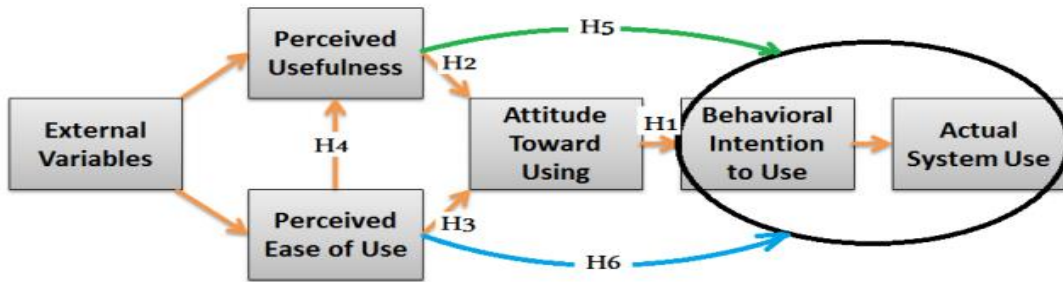 Perceived
Usefulness
H5
H2
External
Variables
H4
Attitude
Toward
Using
H1
Behavioral
Intention
to Use
Actual
System Use
Perceived
Ease of Use
H3
H6